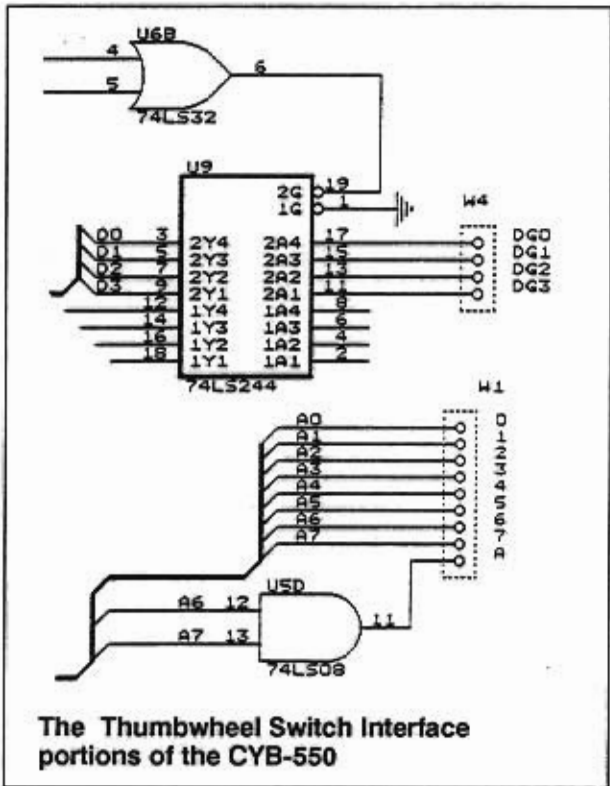 U6B
4
5
6
74LS32
U9
2G 19
1G 1
W4
D0 3 2Y4 2A4 17 DG0
D1 5 2Y3 2A3 15 DG1
D2 7 2Y2 2A2 13 DG2
D3 9 2Y1 2A1 11 DG3
12 1Y4 1A4 8
14 1Y3 1A3 6
16 1Y2 1A2 4
18 1Y1 1A1 2
74LS244
W1
A0 0
A1 1
A2 2
A3 3
A4 4
A5 5
A6 6
A7 7
A
U5D
A6 12
11
A7 13
74LS08
The Thumbwheel Switch Interface
portions of the CYB-550